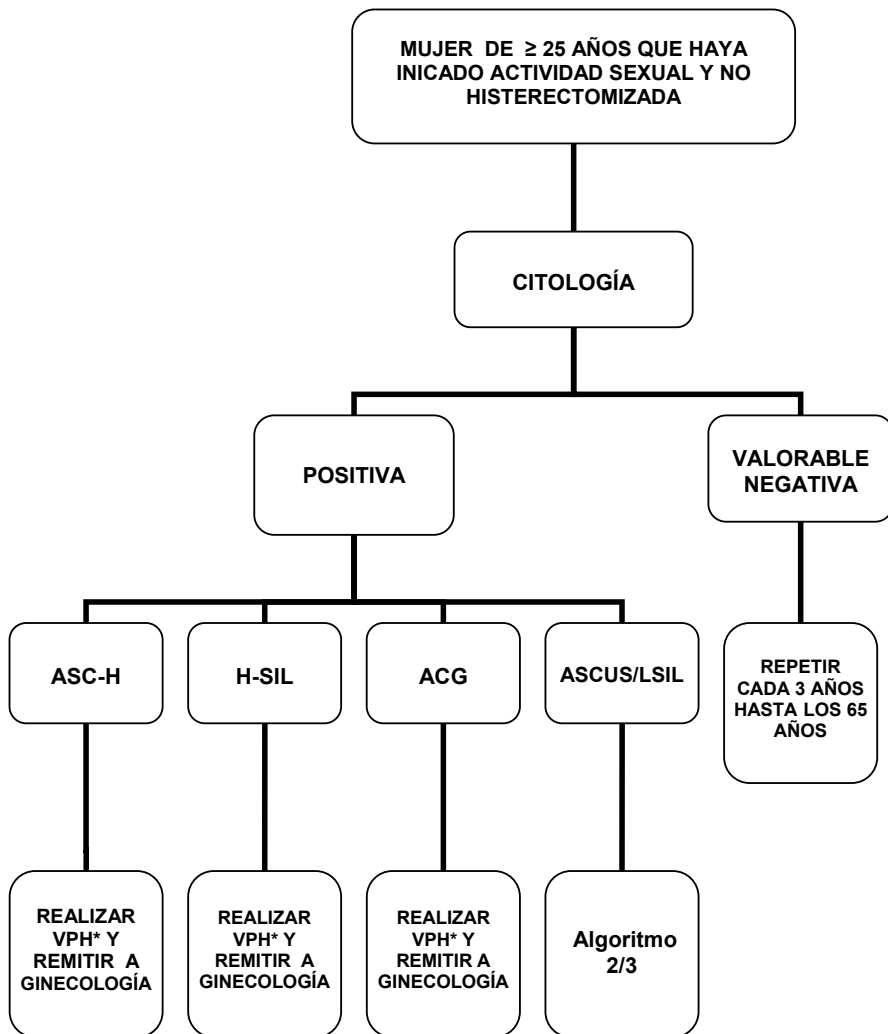 MUJER DE ≥ 25 AÑOS QUE HAYA
INICADO ACTIVIDAD SEXUAL Y NO
HISTERECTOMIZADA
CITOLOGÍA
POSITIVA
VALORABLE
NEGATIVA
ASC-H
H-SIL
ACG
ASCUS/LSIL
REPETIR
CADA 3 AÑOS
HASTA LOS 65
AÑOS
REALIZAR
VPH* Y
REMITIR A
GINECOLOGÍA
REALIZAR
VPH* Y
REMITIR A
GINECOLOGÍA
REALIZAR
VPH* Y
REMITIR A
GINECOLOGÍA
Algoritmo
2/3